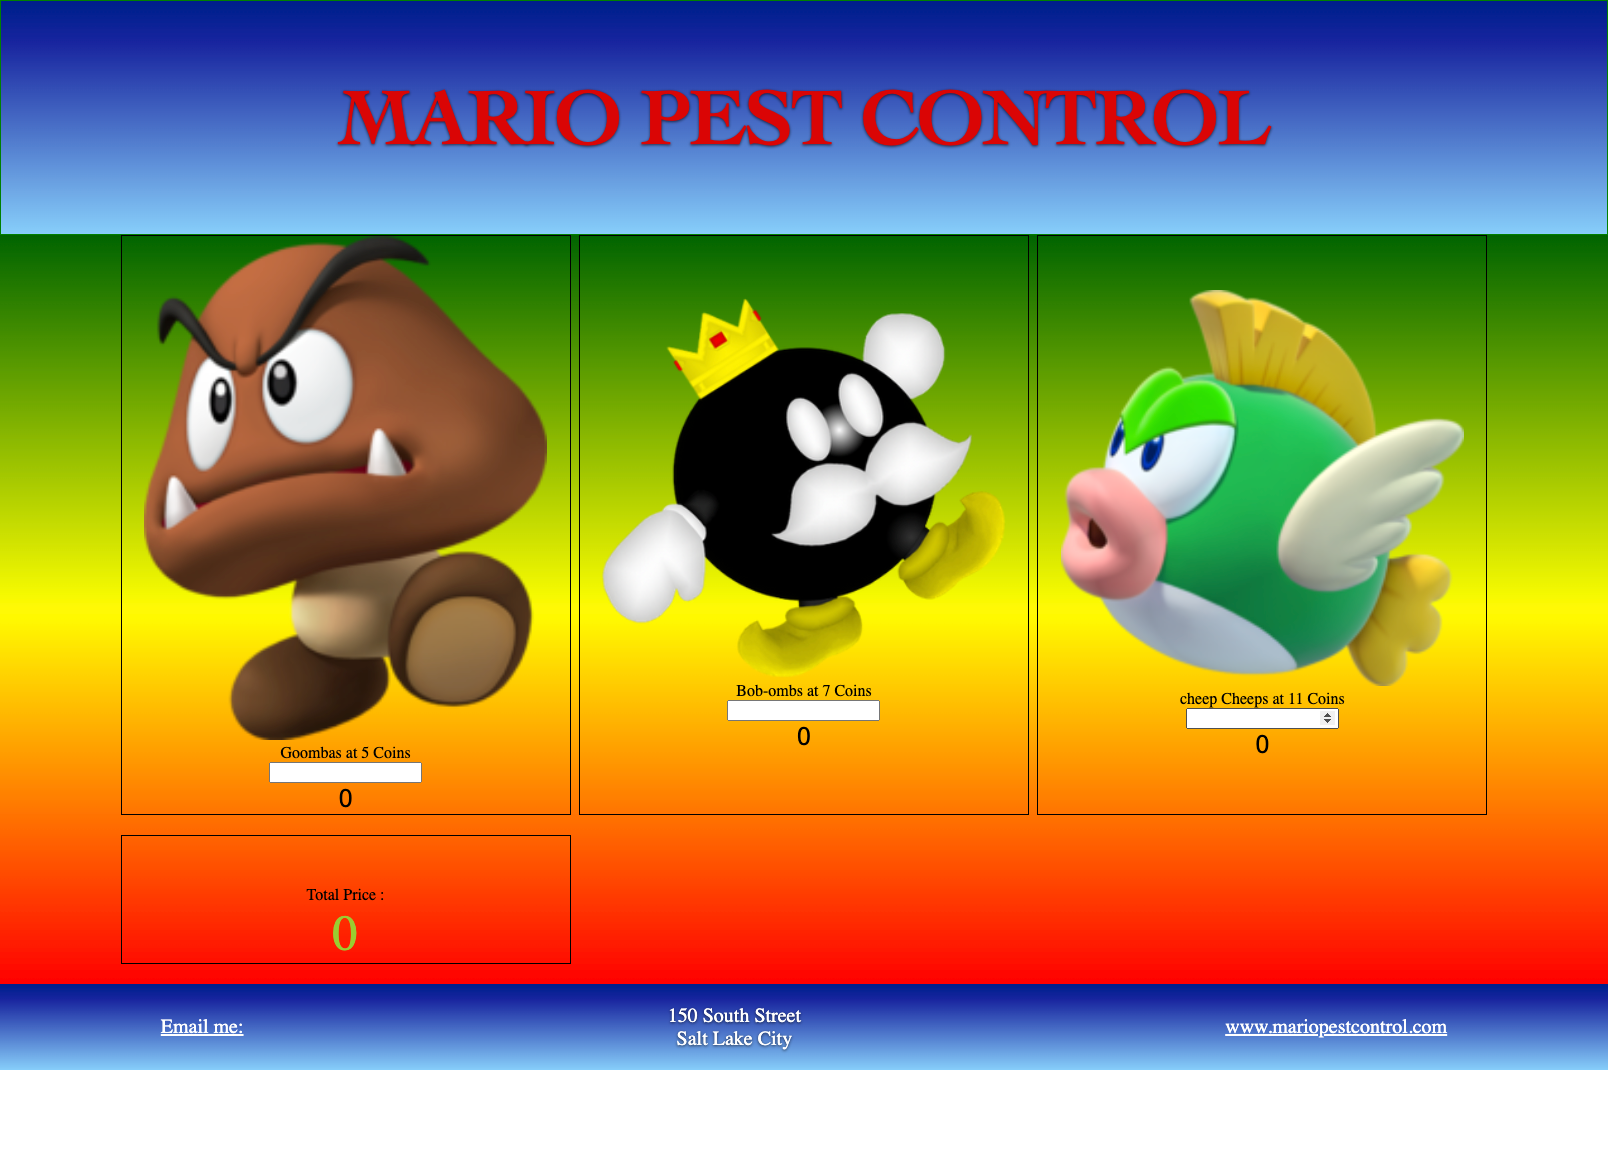 MARIO PEST CONTROL
Goombas at 5 Coins
0
Bob-ombs at 7 Coins
0
cheep Cheeps at 11 Coins
0
Total Price :
0
Email me:
150 South Street
Salt Lake City
www.mariopestcontrol.com